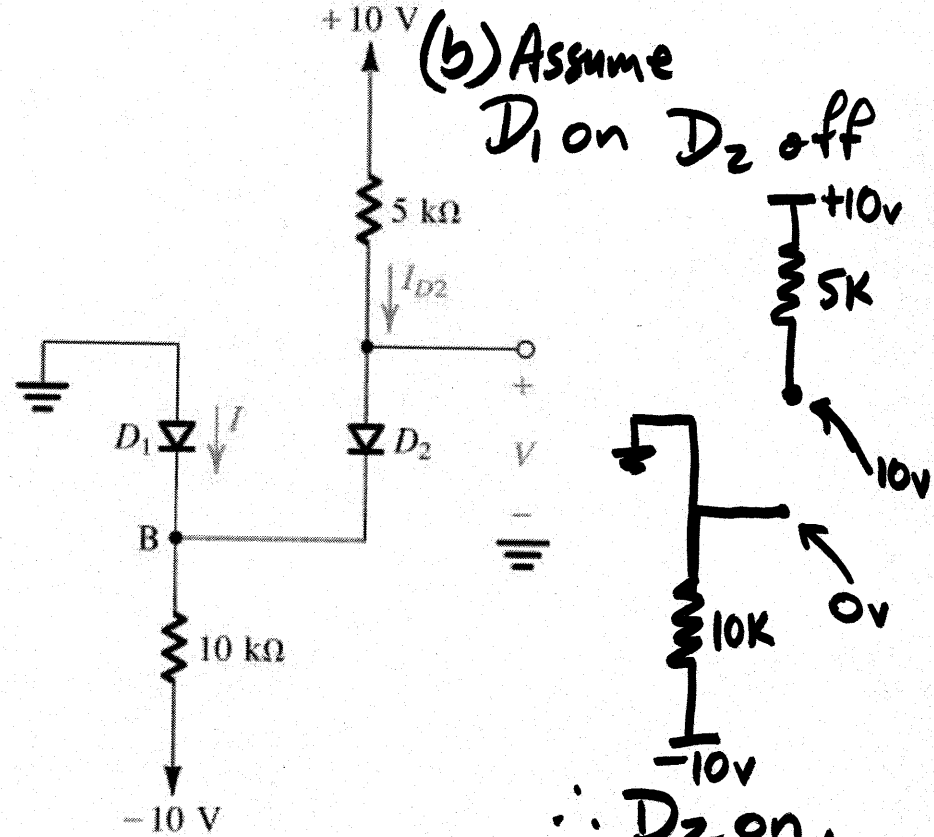 +10 V
(b) Assume
D₁ on D₂ off
5 kΩ
I_D2
D₁
I
D₂
+
V
−
B
10 kΩ
−10 V
+10v
5K
10v
0v
10K
−10v
∴ D₂ on.